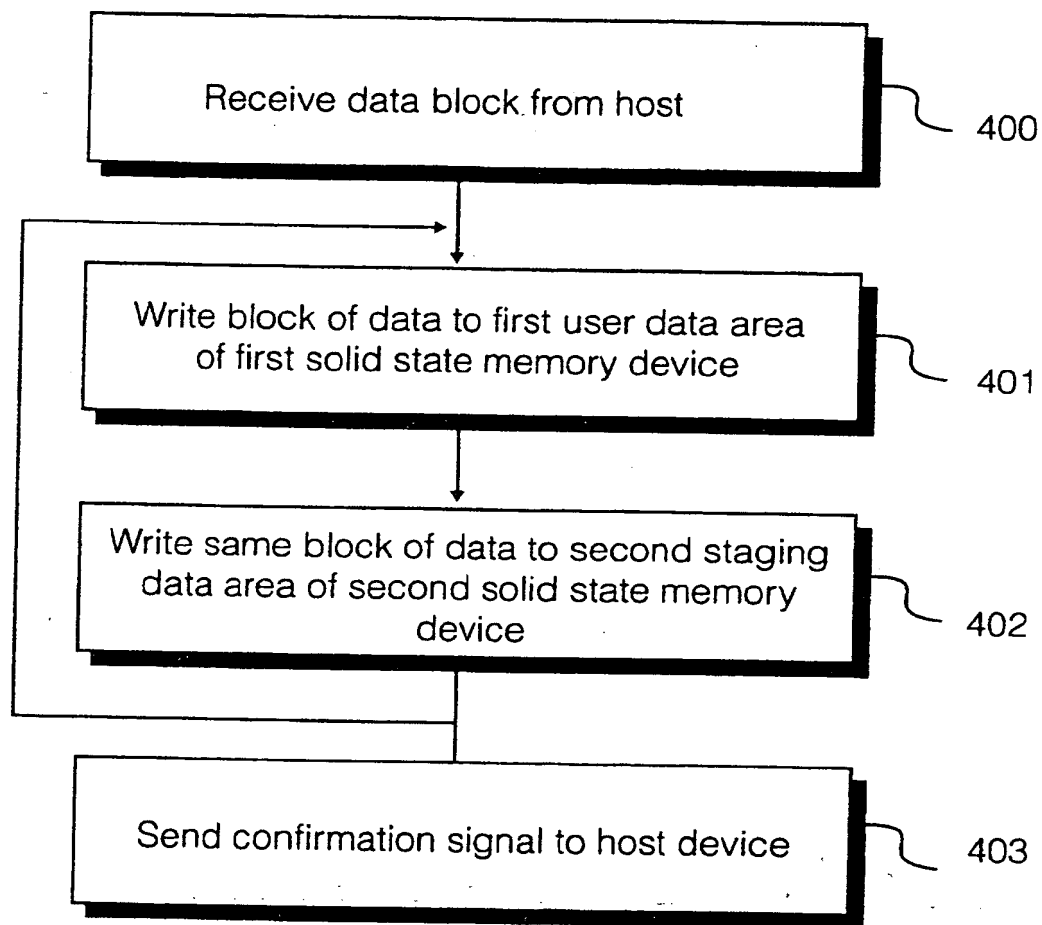 Receive data block from host
400
Write block of data to first user data area
of first solid state memory device
401
Write same block of data to second staging
data area of second solid state memory
device
402
Send confirmation signal to host device
403